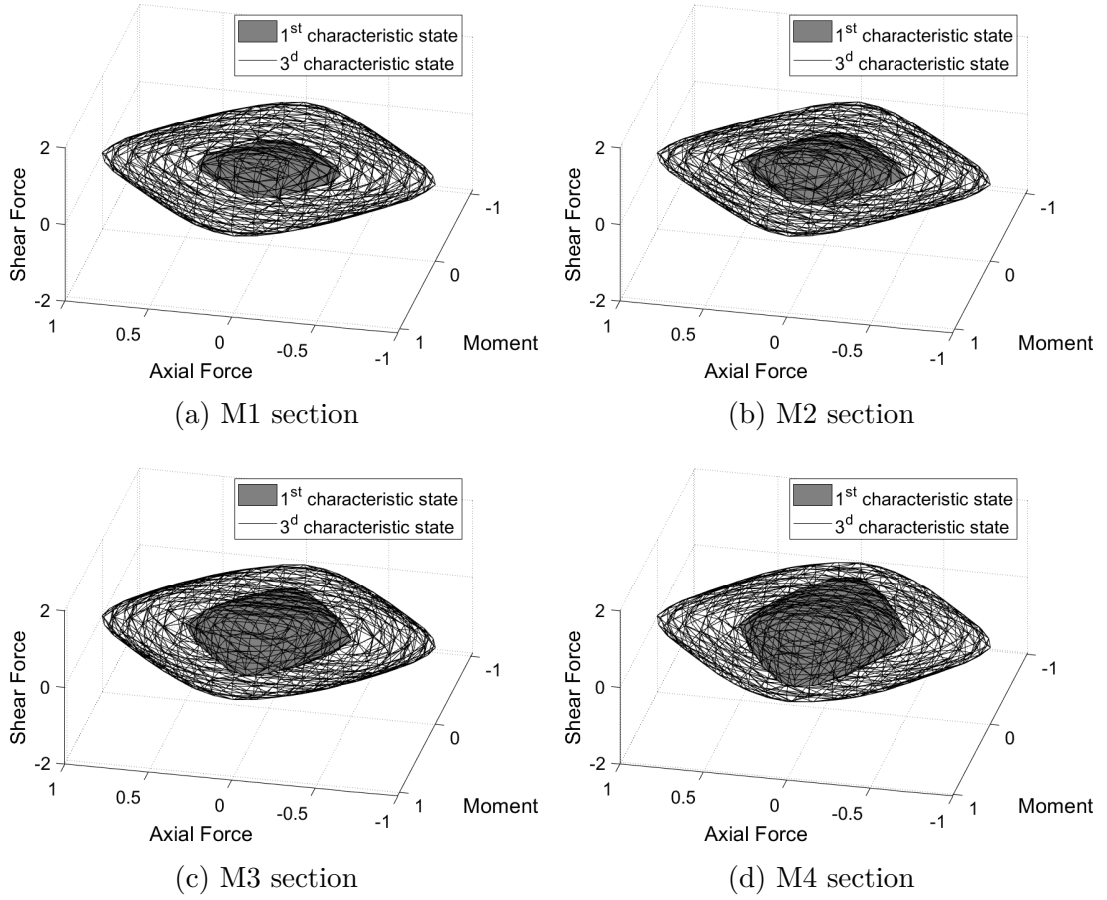 1st characteristic state
3d characteristic state
2
0
-2
Shear Force
1
0.5
0
-0.5
-1
Axial Force
-1
0
1
Moment
(a) M1 section
1st characteristic state
3d characteristic state
2
0
-2
Shear Force
1
0.5
0
-0.5
-1
Axial Force
-1
0
1
Moment
(b) M2 section
1st characteristic state
3d characteristic state
2
0
-2
Shear Force
1
0.5
0
-0.5
-1
Axial Force
-1
0
1
Moment
(c) M3 section
1st characteristic state
3d characteristic state
2
0
-2
Shear Force
1
0.5
0
-0.5
-1
Axial Force
-1
0
1
Moment
(d) M4 section